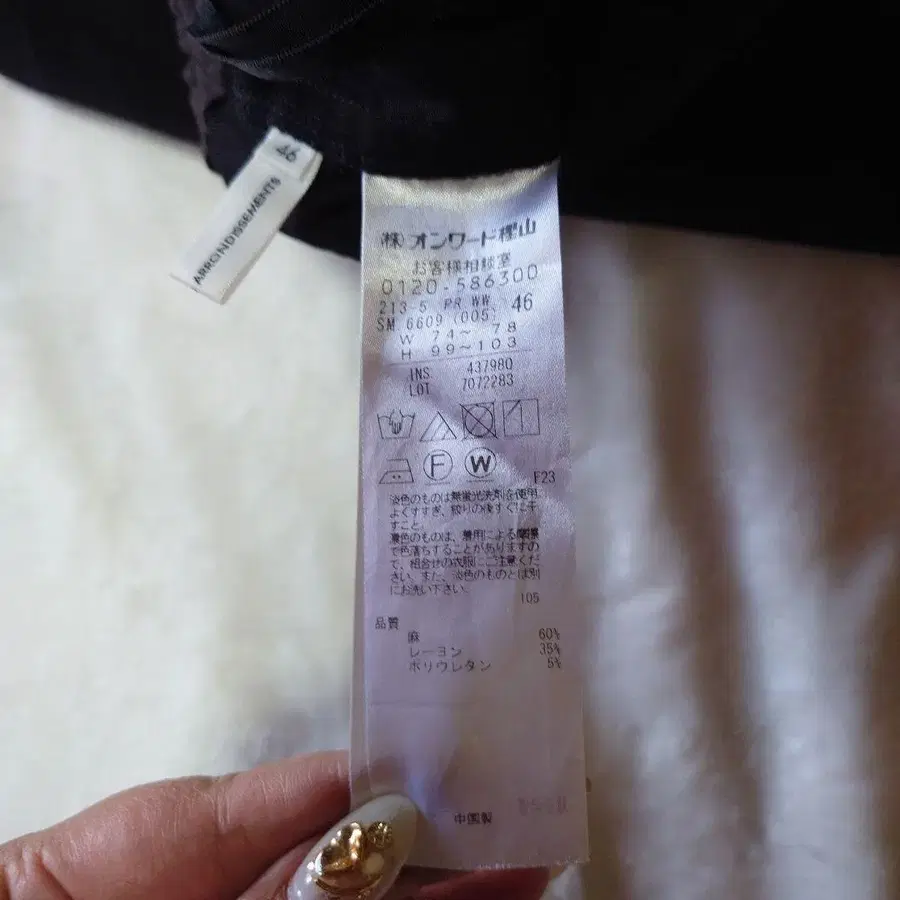 46
ARRONDISSEMENTS
㈱オンワード樫山
お客様相談室
0120-586300
213-5 PR WW 46
SM 6609 (005)
W 74～ 78
H 99～103
INS 437980
LOT 7072283
F
W
F23
淡色のものは無蛍光洗剤を使用
よくすすぎ、絞りの後すぐに干
すこと。
濃色のものは、着用による摩擦
で色落ちすることがありますの
で、組合せの衣服にご注意くだ
さい。また、淡色のものとは別
にお洗い下さい。
105
品質
麻 60%
レーヨン 35%
ポリウレタン 5%
中国製